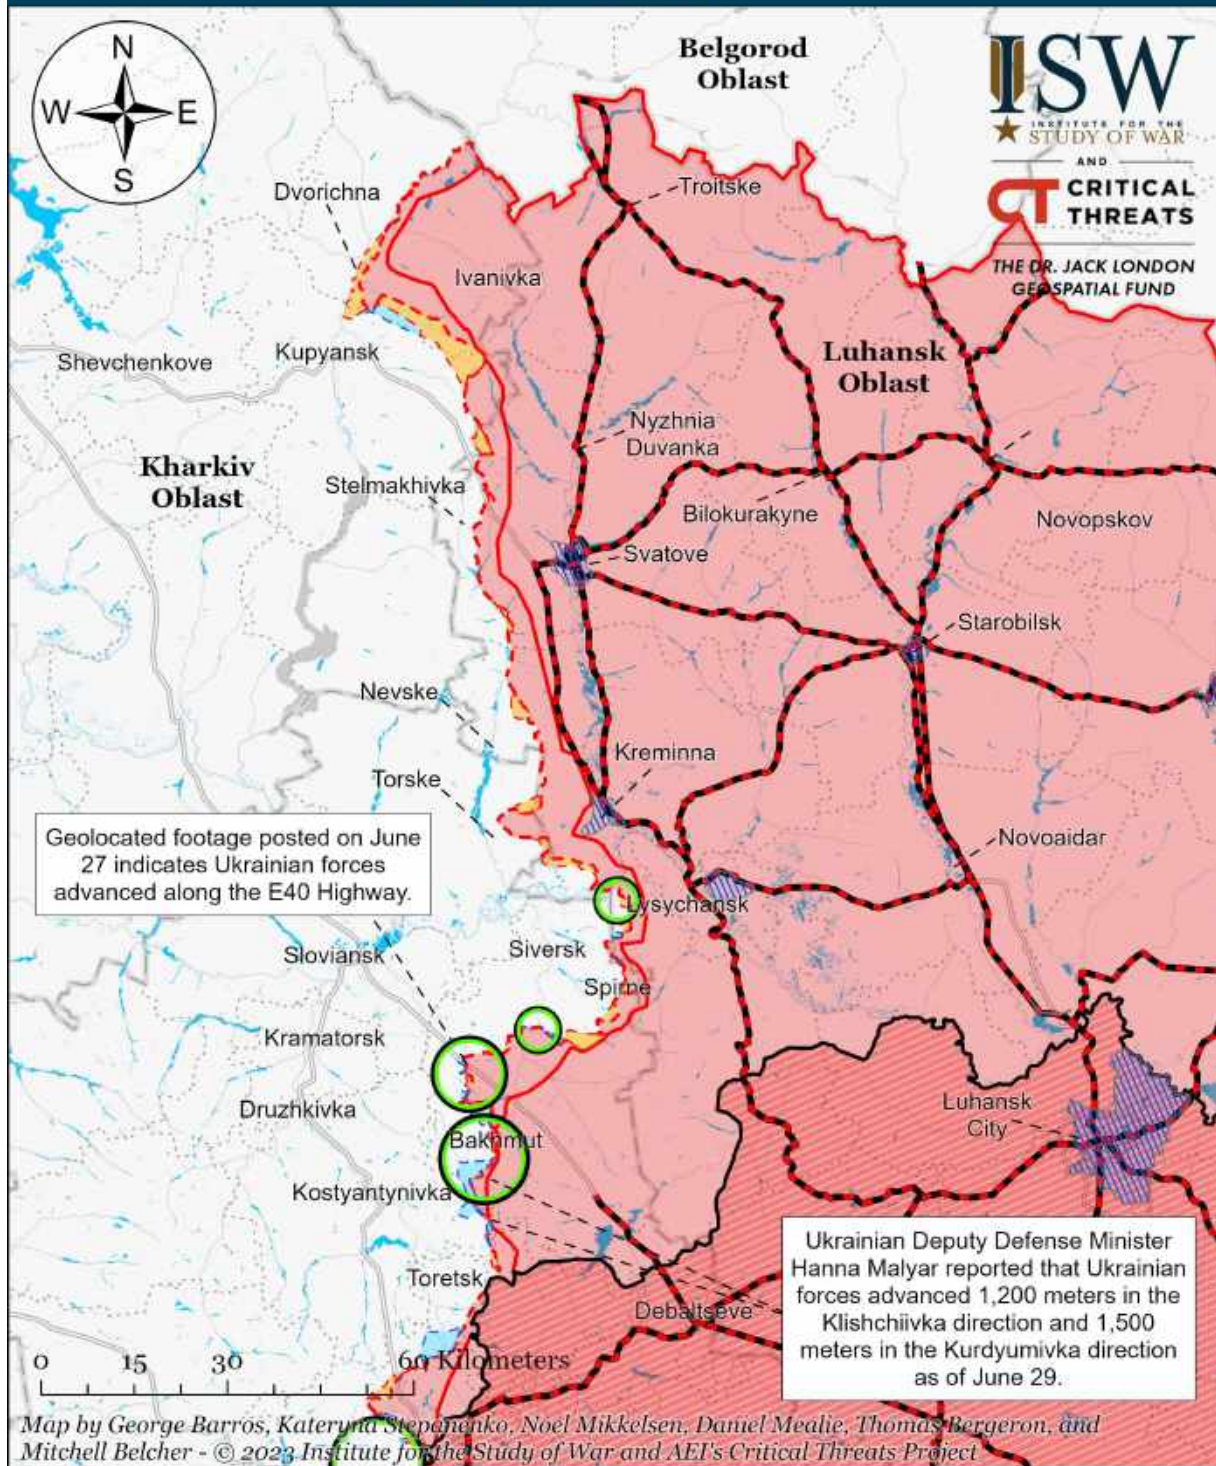 N
W E
S
Belgorod
Oblast
ISW
INSTITUTE FOR THE
STUDY OF WAR
AND
CT CRITICAL
THREATS
THE DR. JACK LONDON
GEOSPATIAL FUND
Dvorichna
Troitske
Ivanivka
Shevchenkove
Kupyansk
Luhansk
Oblast
Nyzhnia
Duvanka
Kharkiv
Oblast
Stelmakhivka
Bilokurakyne
Novopskov
Svatove
Starobilsk
Nevske
Kreminna
Torske
Geolocated footage posted on June
27 indicates Ukrainian forces
advanced along the E40 Highway.
Novoaidar
Lysychansk
Sloviansk
Siversk
Spirne
Kramatorsk
Druzhkivka
Luhansk
City
Bakhmut
Kostyantynivka
Ukrainian Deputy Defense Minister
Hanna Malyar reported that Ukrainian
forces advanced 1,200 meters in the
Klishchiivka direction and 1,500
meters in the Kurdyumivka direction
as of June 29.
Toretsk
Debaltseve
0 15 30 60 Kilometers
Map by George Barros, Kateryna Stepanenko, Noel Mikkelsen, Daniel Mealie, Thomas Bergeron, and
Mitchell Belcher - © 2023 Institute for the Study of War and AEI's Critical Threats Project